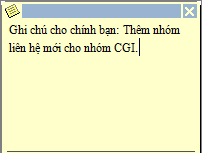 Ghi chú cho chính bạn: Thêm nhóm
liên hệ mới cho nhóm CGI.